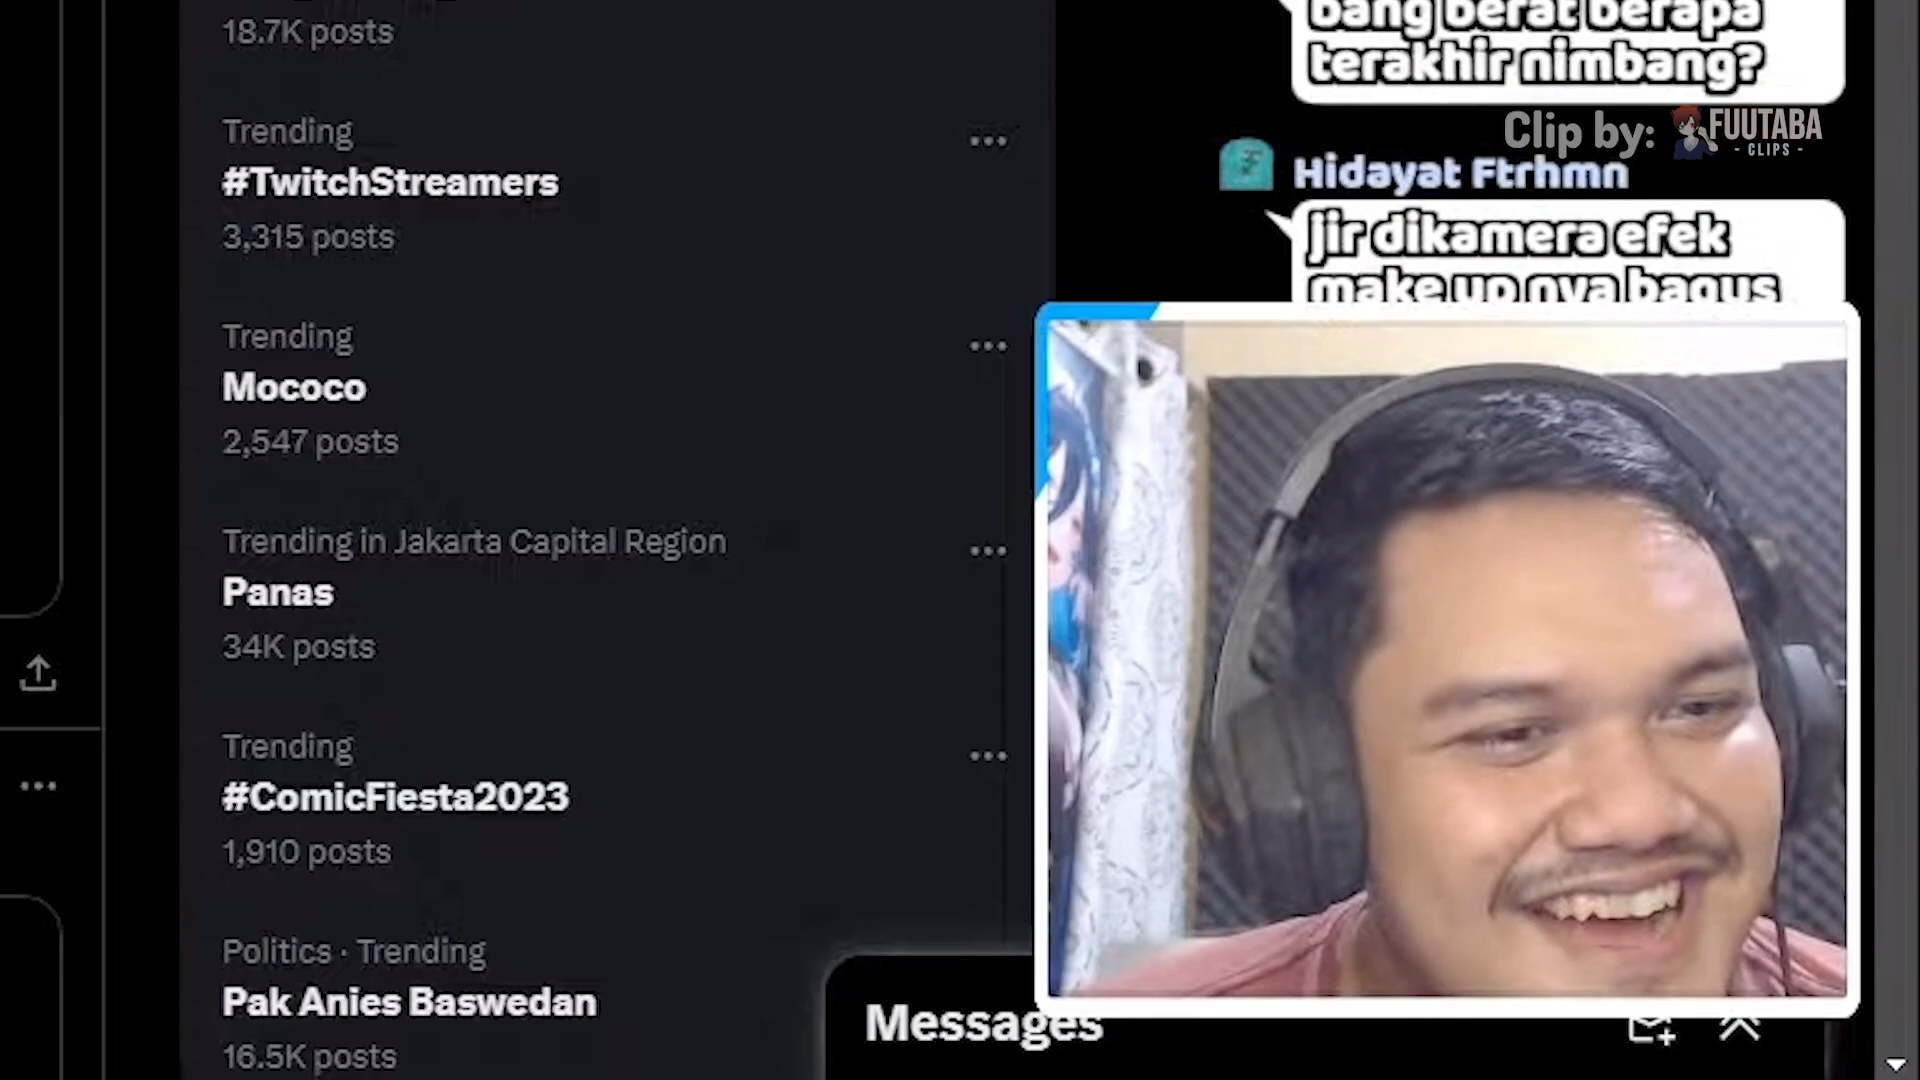 18.7K posts
Trending
#TwitchStreamers
3,315 posts
Trending
Mococo
2,547 posts
Trending in Jakarta Capital Region
Panas
34K posts
Trending
#ComicFiesta2023
1,910 posts
Politics · Trending
Pak Anies Baswedan
16.5K posts
bang berat berapa
terakhir nimbang?
Clip by: FUUTABA
- CLIPS -
Hidayat Ftrhmn
jir dikamera efek
make up nya bagus
Messages